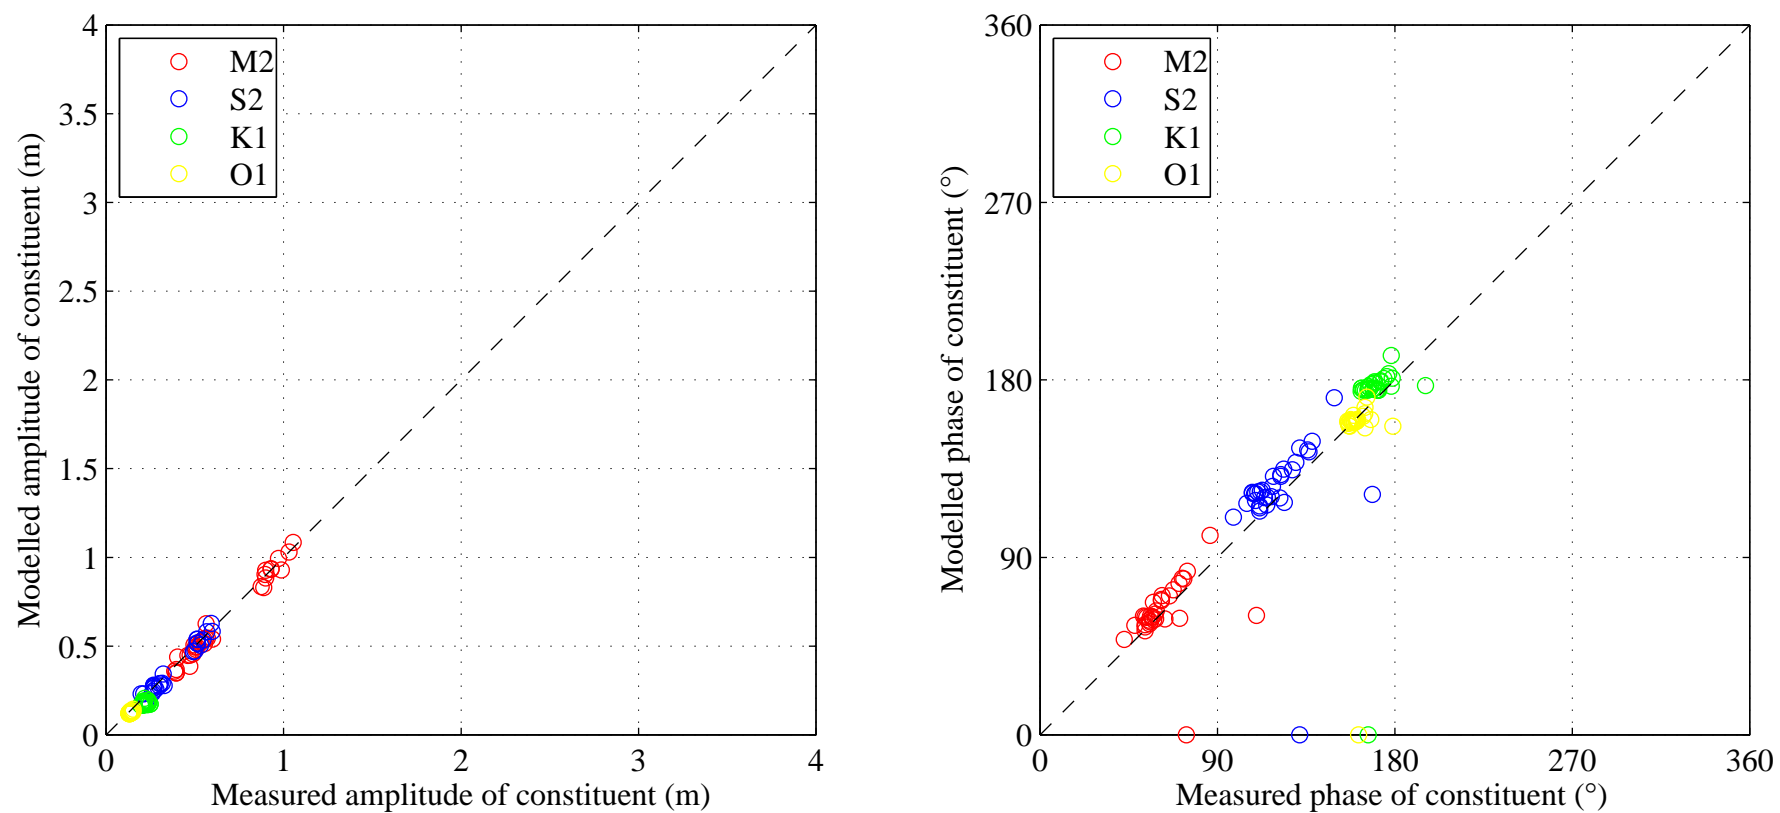 4
3.5
3
2.5
2
1.5
1
0.5
0
0
1
2
3
4
Modelled amplitude of constituent (m)
Measured amplitude of constituent (m)
M2
S2
K1
O1
360
270
180
90
0
0
90
180
270
360
Modelled phase of constituent (°)
Measured phase of constituent (°)
M2
S2
K1
O1